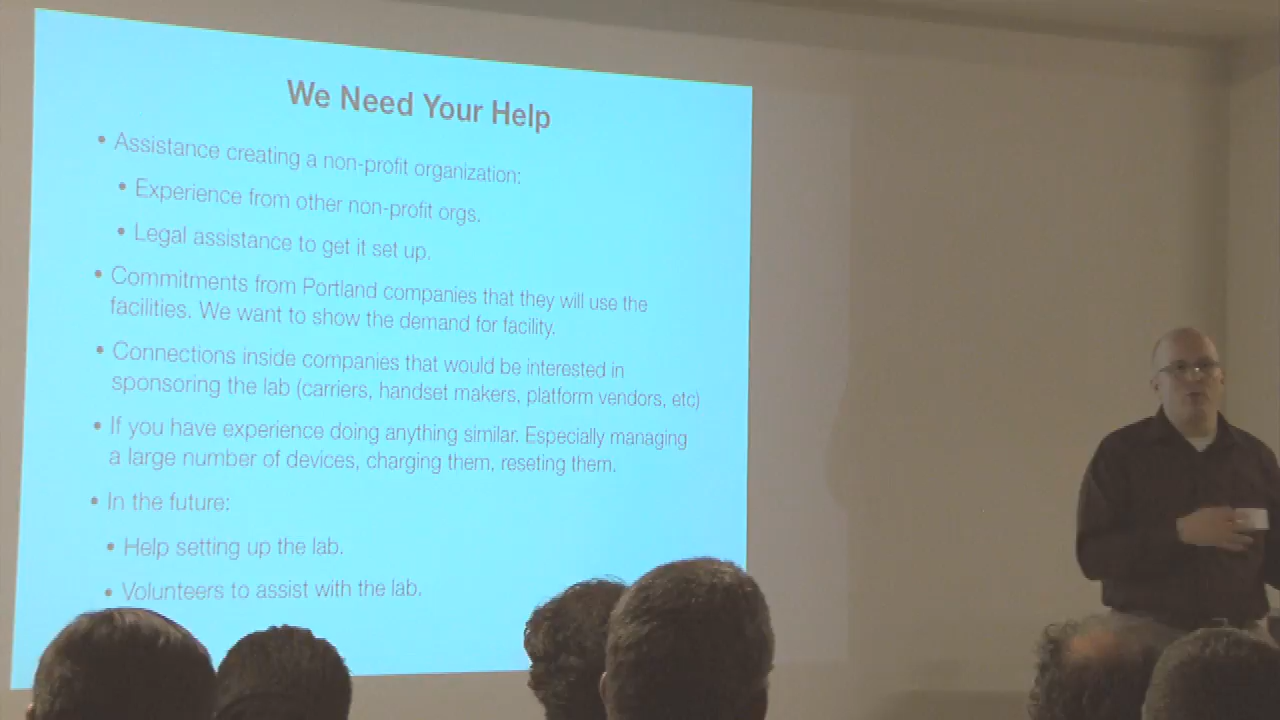 We Need Your Help
• Assistance creating a non-profit organization:
• Experience from other non-profit orgs.
• Legal assistance to get it set up.
• Commitments from Portland companies that they will use the
facilities. We want to show the demand for facility.
• Connections inside companies that would be interested in
sponsoring the lab (carriers, handset makers, platform vendors, etc)
• If you have experience doing anything similar. Especially managing
a large number of devices, charging them, reseting them.
• In the future:
• Help setting up the lab.
• Volunteers to assist with the lab.